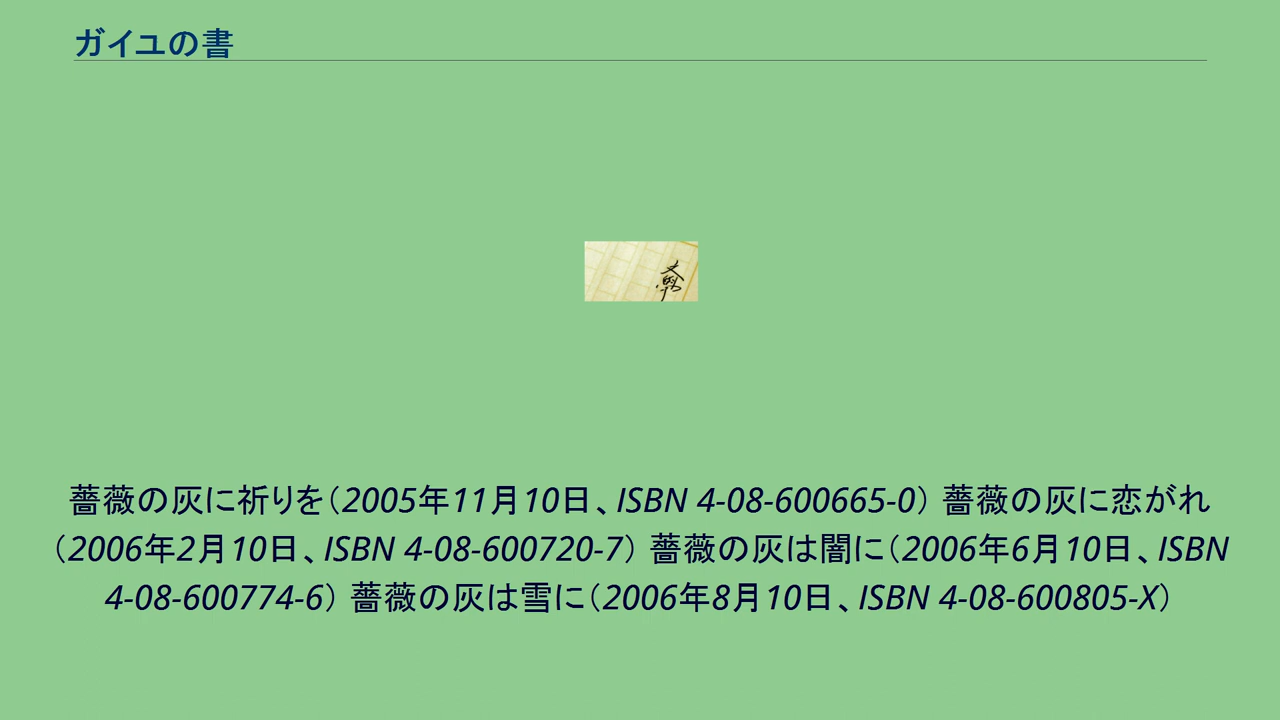 ガイユの書
薔薇の灰に祈りを（2005年11月10日、ISBN 4-08-600665-0） 薔薇の灰に恋がれ
（2006年2月10日、ISBN 4-08-600720-7） 薔薇の灰は闇に（2006年6月10日、ISBN
4-08-600774-6） 薔薇の灰は雪に（2006年8月10日、ISBN 4-08-600805-X）